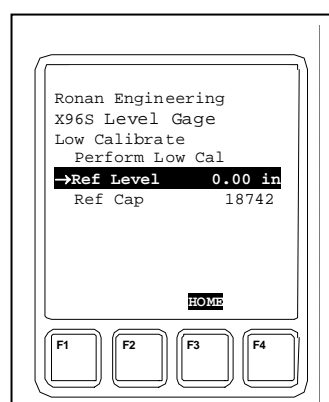 Ronan Engineering
X96S Level Gage
Low Calibrate
Perform Low Cal
→Ref Level 0.00 in
Ref Cap 18742
HOME
F1 F2 F3 F4